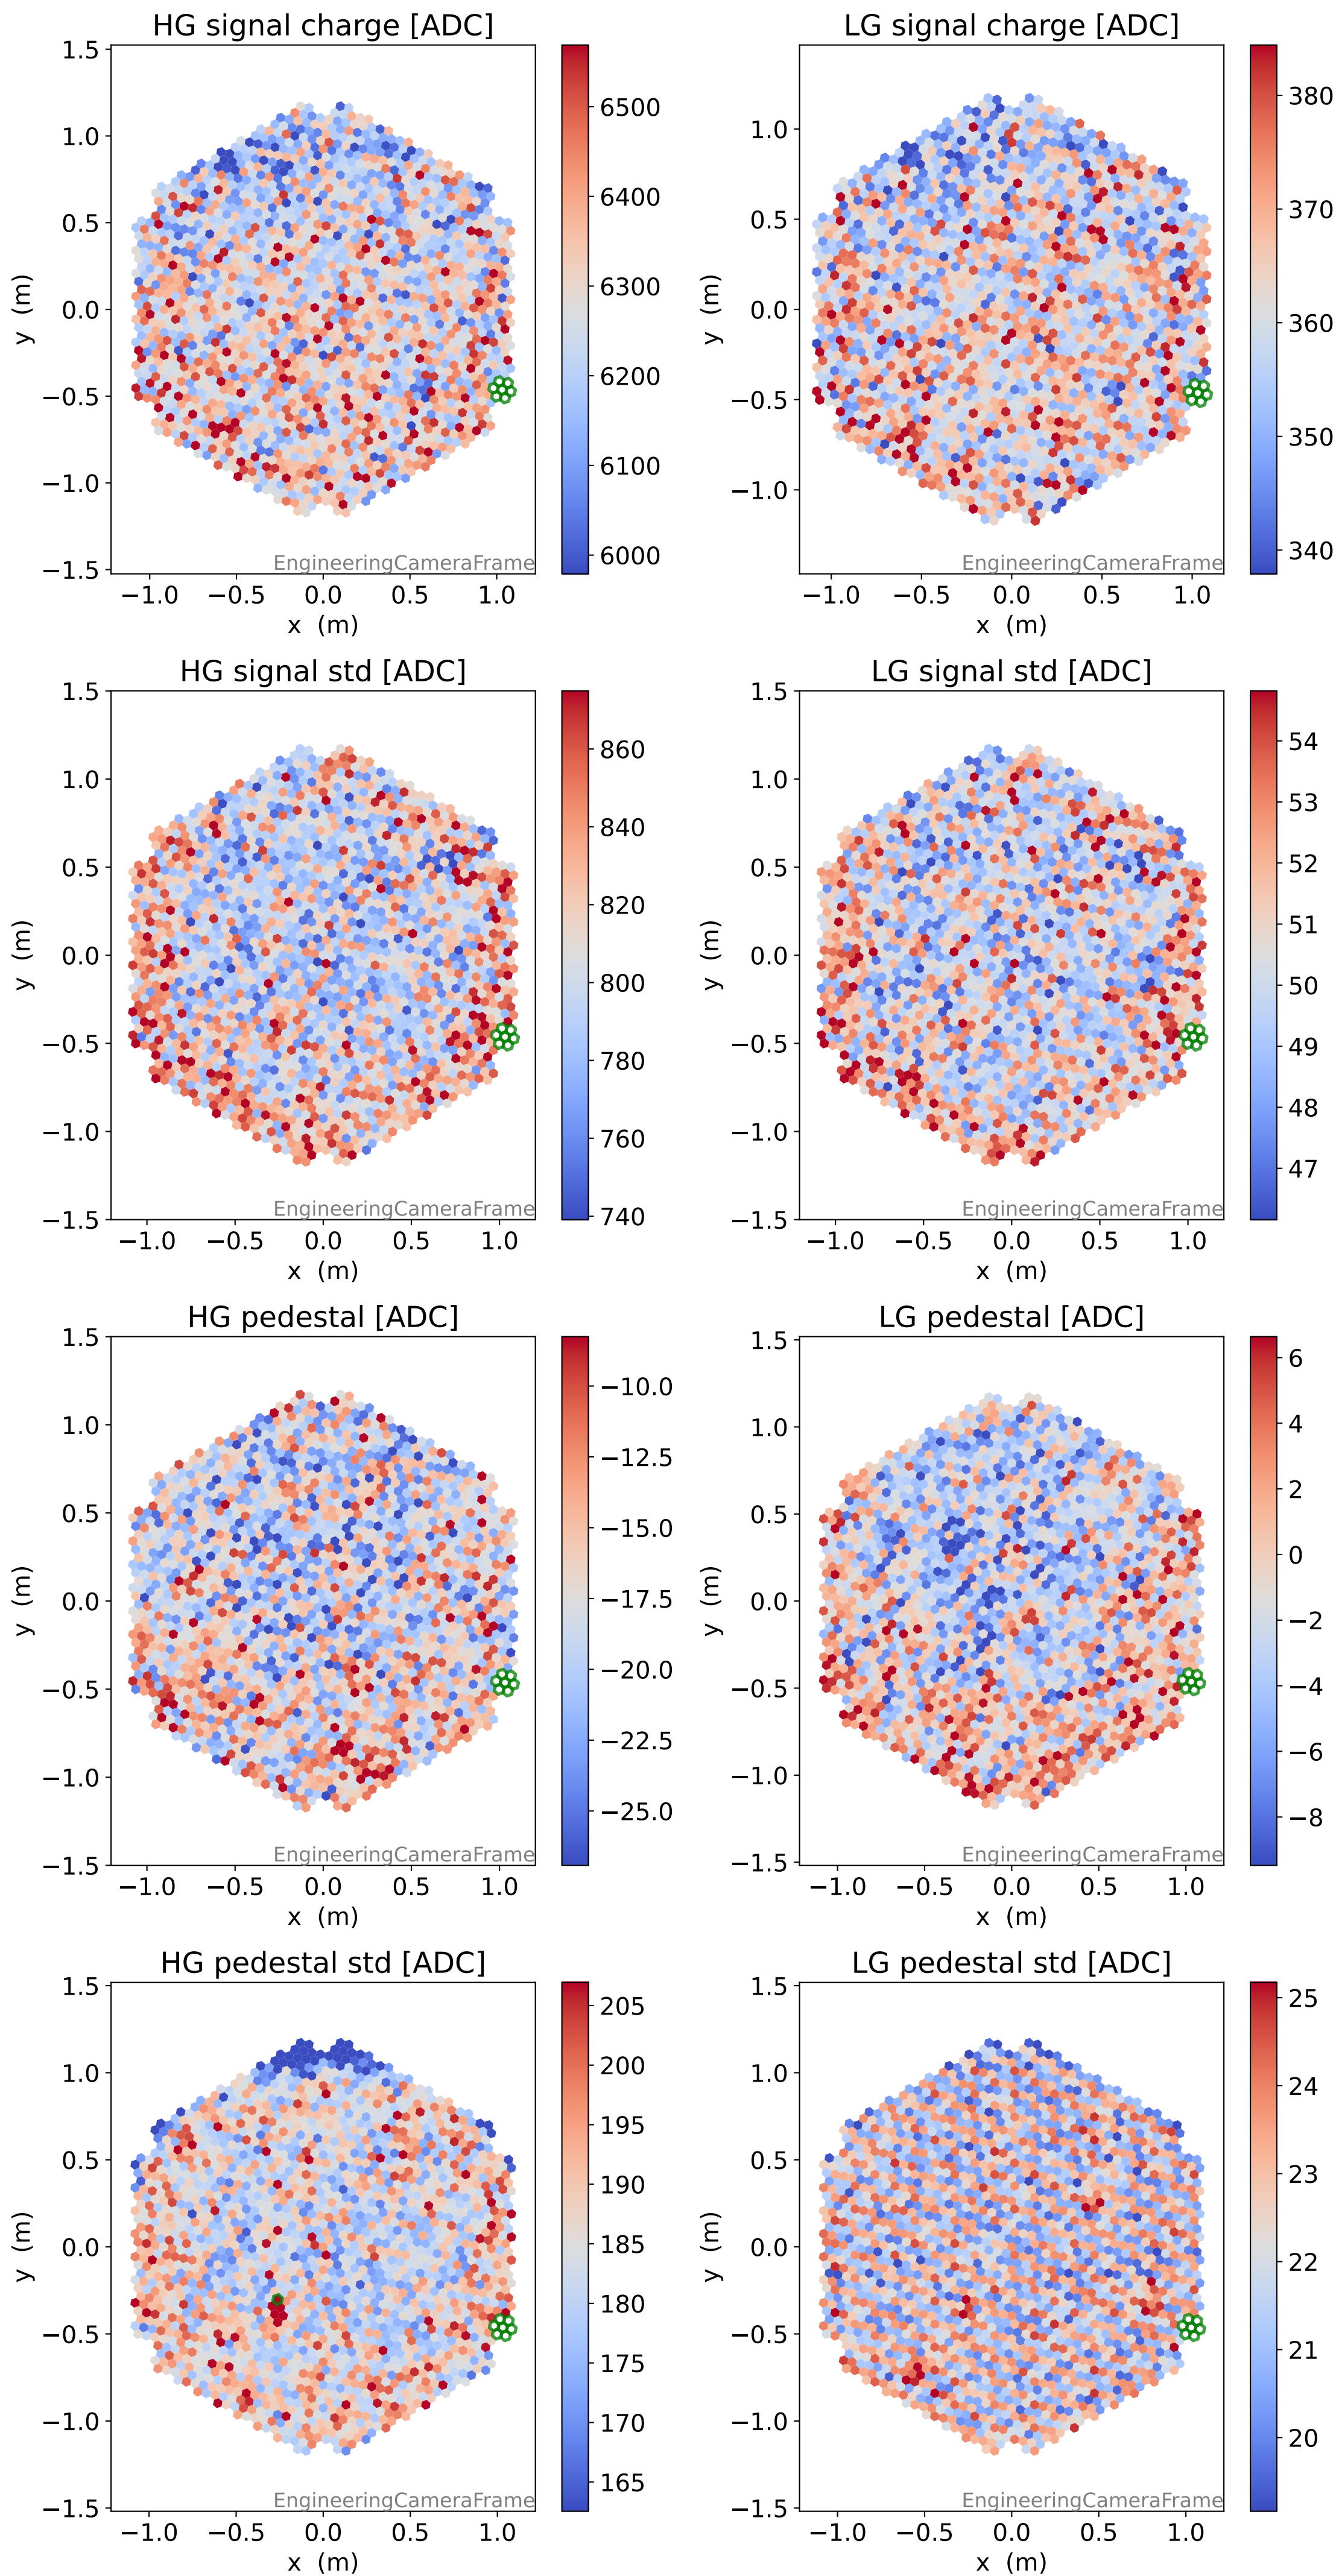 HG signal charge [ADC]
1.5
1.0
0.5
0.0
−0.5
−1.0
−1.5
y (m)
−1.0 −0.5 0.0 0.5 1.0
x (m)
EngineeringCameraFrame
6500
6400
6300
6200
6100
6000
LG signal charge [ADC]
1.0
0.5
0.0
−0.5
−1.0
y (m)
−1.0 −0.5 0.0 0.5 1.0
x (m)
EngineeringCameraFrame
380
370
360
350
340
HG signal std [ADC]
1.5
1.0
0.5
0.0
−0.5
−1.0
−1.5
y (m)
−1.0 −0.5 0.0 0.5 1.0
x (m)
EngineeringCameraFrame
860
840
820
800
780
760
740
LG signal std [ADC]
1.5
1.0
0.5
0.0
−0.5
−1.0
−1.5
y (m)
−1.0 −0.5 0.0 0.5 1.0
x (m)
EngineeringCameraFrame
54
53
52
51
50
49
48
47
HG pedestal [ADC]
1.5
1.0
0.5
0.0
−0.5
−1.0
−1.5
y (m)
−1.0 −0.5 0.0 0.5 1.0
x (m)
EngineeringCameraFrame
−10.0
−12.5
−15.0
−17.5
−20.0
−22.5
−25.0
LG pedestal [ADC]
1.5
1.0
0.5
0.0
−0.5
−1.0
−1.5
y (m)
−1.0 −0.5 0.0 0.5 1.0
x (m)
EngineeringCameraFrame
6
4
2
0
−2
−4
−6
−8
HG pedestal std [ADC]
1.5
1.0
0.5
0.0
−0.5
−1.0
−1.5
y (m)
−1.0 −0.5 0.0 0.5 1.0
x (m)
EngineeringCameraFrame
205
200
195
190
185
180
175
170
165
LG pedestal std [ADC]
1.5
1.0
0.5
0.0
−0.5
−1.0
−1.5
y (m)
−1.0 −0.5 0.0 0.5 1.0
x (m)
EngineeringCameraFrame
25
24
23
22
21
20